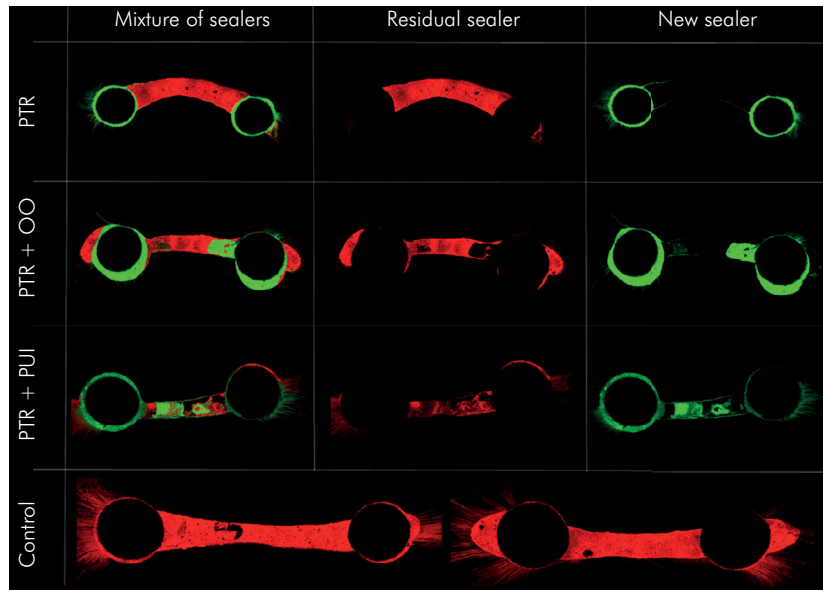 Mixture of sealers
Residual sealer
New sealer
PTR
PTR + OO
PTR + PUI
Control